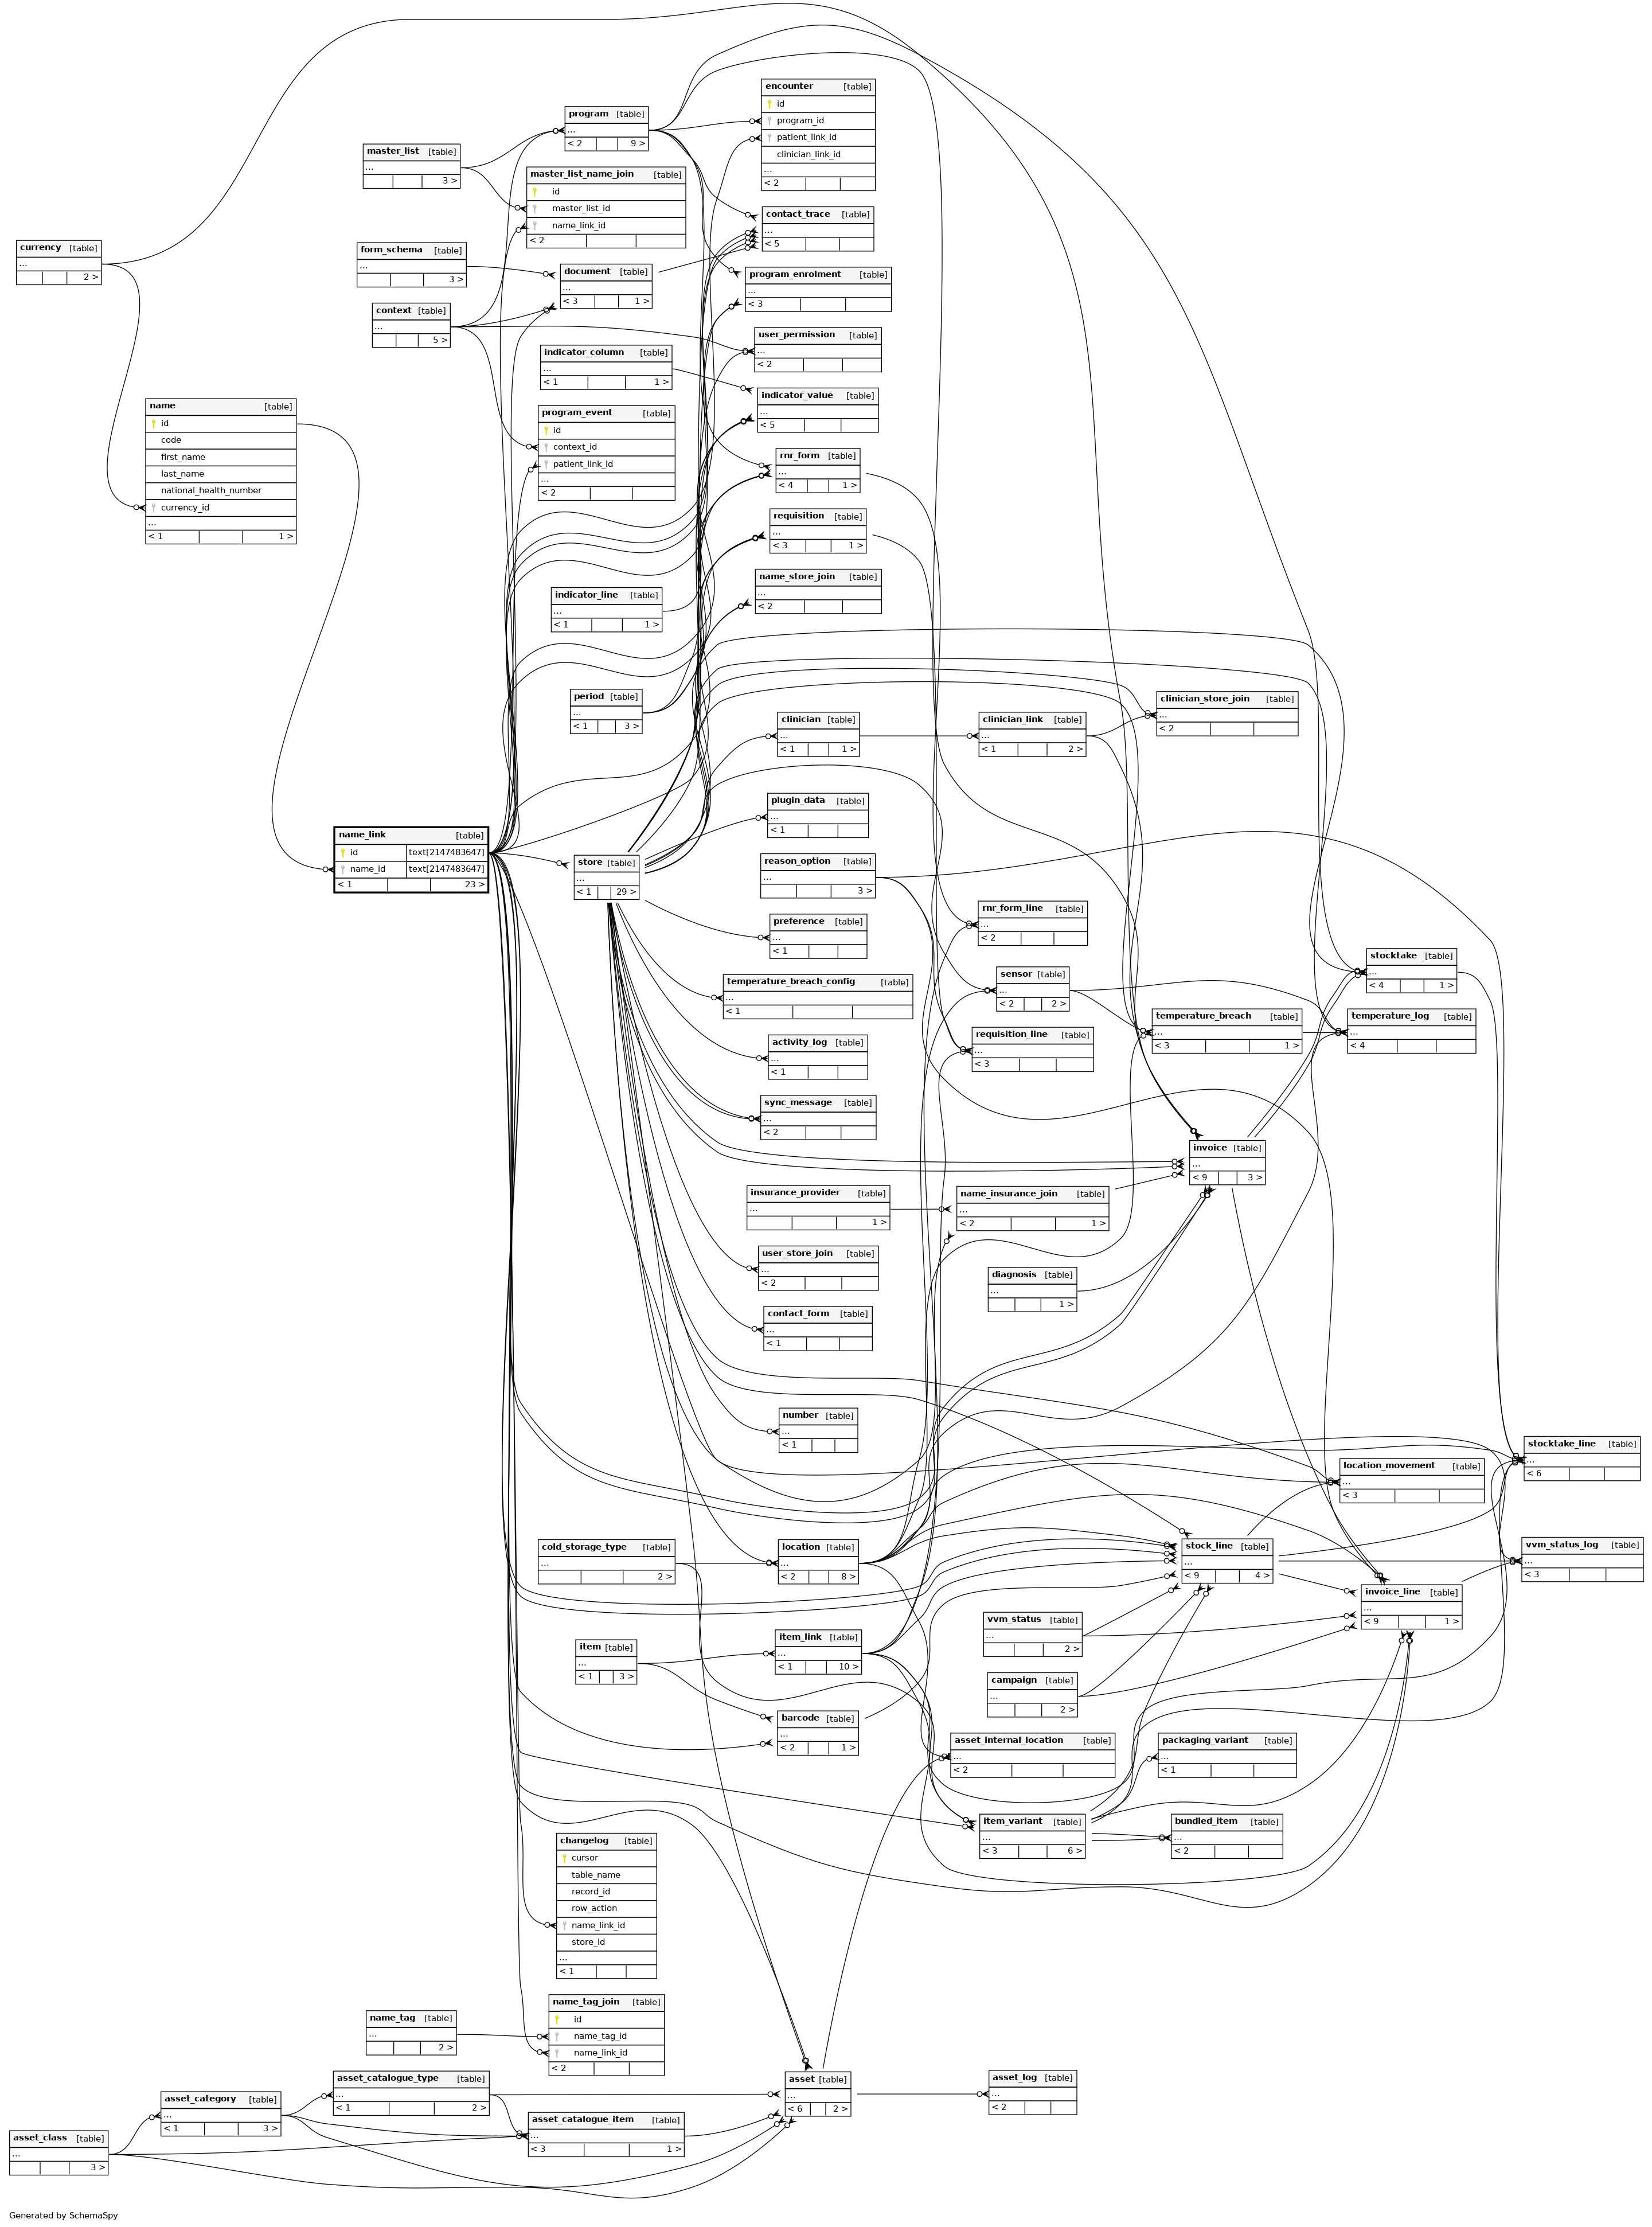 encounter [table]
id
program_id
patient_link_id
clinician_link_id
...
< 2
program [table]
...
< 2 9 >
master_list [table]
...
3 >
master_list_name_join [table]
id
master_list_id
name_link_id
< 2
contact_trace [table]
...
< 5
currency [table]
...
2 >
form_schema [table]
...
3 >
document [table]
...
< 3 1 >
program_enrolment [table]
...
< 3
context [table]
...
5 >
user_permission [table]
...
< 2
indicator_column [table]
...
< 1 1 >
indicator_value [table]
...
< 5
name [table]
id
code
first_name
last_name
national_health_number
currency_id
...
< 1 1 >
program_event [table]
id
context_id
patient_link_id
...
< 2
rnr_form [table]
...
< 4 1 >
requisition [table]
...
< 3 1 >
name_store_join [table]
...
< 2
indicator_line [table]
...
< 1 1 >
period [table]
...
< 1 3 >
clinician [table]
...
< 1 1 >
clinician_link [table]
...
< 1 2 >
clinician_store_join [table]
...
< 2
plugin_data [table]
...
< 1
name_link [table]
id text[2147483647]
name_id text[2147483647]
< 1 23 >
store [table]
...
< 1 29 >
reason_option [table]
...
3 >
preference [table]
...
< 1
rnr_form_line [table]
...
< 2
stocktake [table]
...
< 4 1 >
temperature_breach_config [table]
...
< 1
sensor [table]
...
< 2 2 >
temperature_breach [table]
...
< 3 1 >
temperature_log [table]
...
< 4
activity_log [table]
...
< 1
requisition_line [table]
...
< 3
sync_message [table]
...
< 2
invoice [table]
...
< 9 3 >
insurance_provider [table]
...
1 >
name_insurance_join [table]
...
< 2 1 >
user_store_join [table]
...
< 2
diagnosis [table]
...
1 >
contact_form [table]
...
< 1
number [table]
...
< 1
stocktake_line [table]
...
< 6
location_movement [table]
...
< 3
cold_storage_type [table]
...
2 >
location [table]
...
< 2 8 >
stock_line [table]
...
< 9 4 >
vvm_status_log [table]
...
< 3
invoice_line [table]
...
< 9 1 >
vvm_status [table]
...
2 >
item [table]
...
< 1 3 >
item_link [table]
...
< 1 10 >
campaign [table]
...
2 >
barcode [table]
...
< 2 1 >
asset_internal_location [table]
...
< 2
packaging_variant [table]
...
< 1
item_variant [table]
...
< 3 6 >
bundled_item [table]
...
< 2
changelog [table]
cursor
table_name
record_id
row_action
name_link_id
store_id
...
< 1
name_tag [table]
...
2 >
name_tag_join [table]
id
name_tag_id
name_link_id
< 2
asset_catalogue_type [table]
...
< 1 2 >
asset [table]
...
< 6 2 >
asset_log [table]
...
< 2
asset_category [table]
...
< 1 3 >
asset_catalogue_item [table]
...
< 3 1 >
asset_class [table]
...
3 >
Generated by SchemaSpy